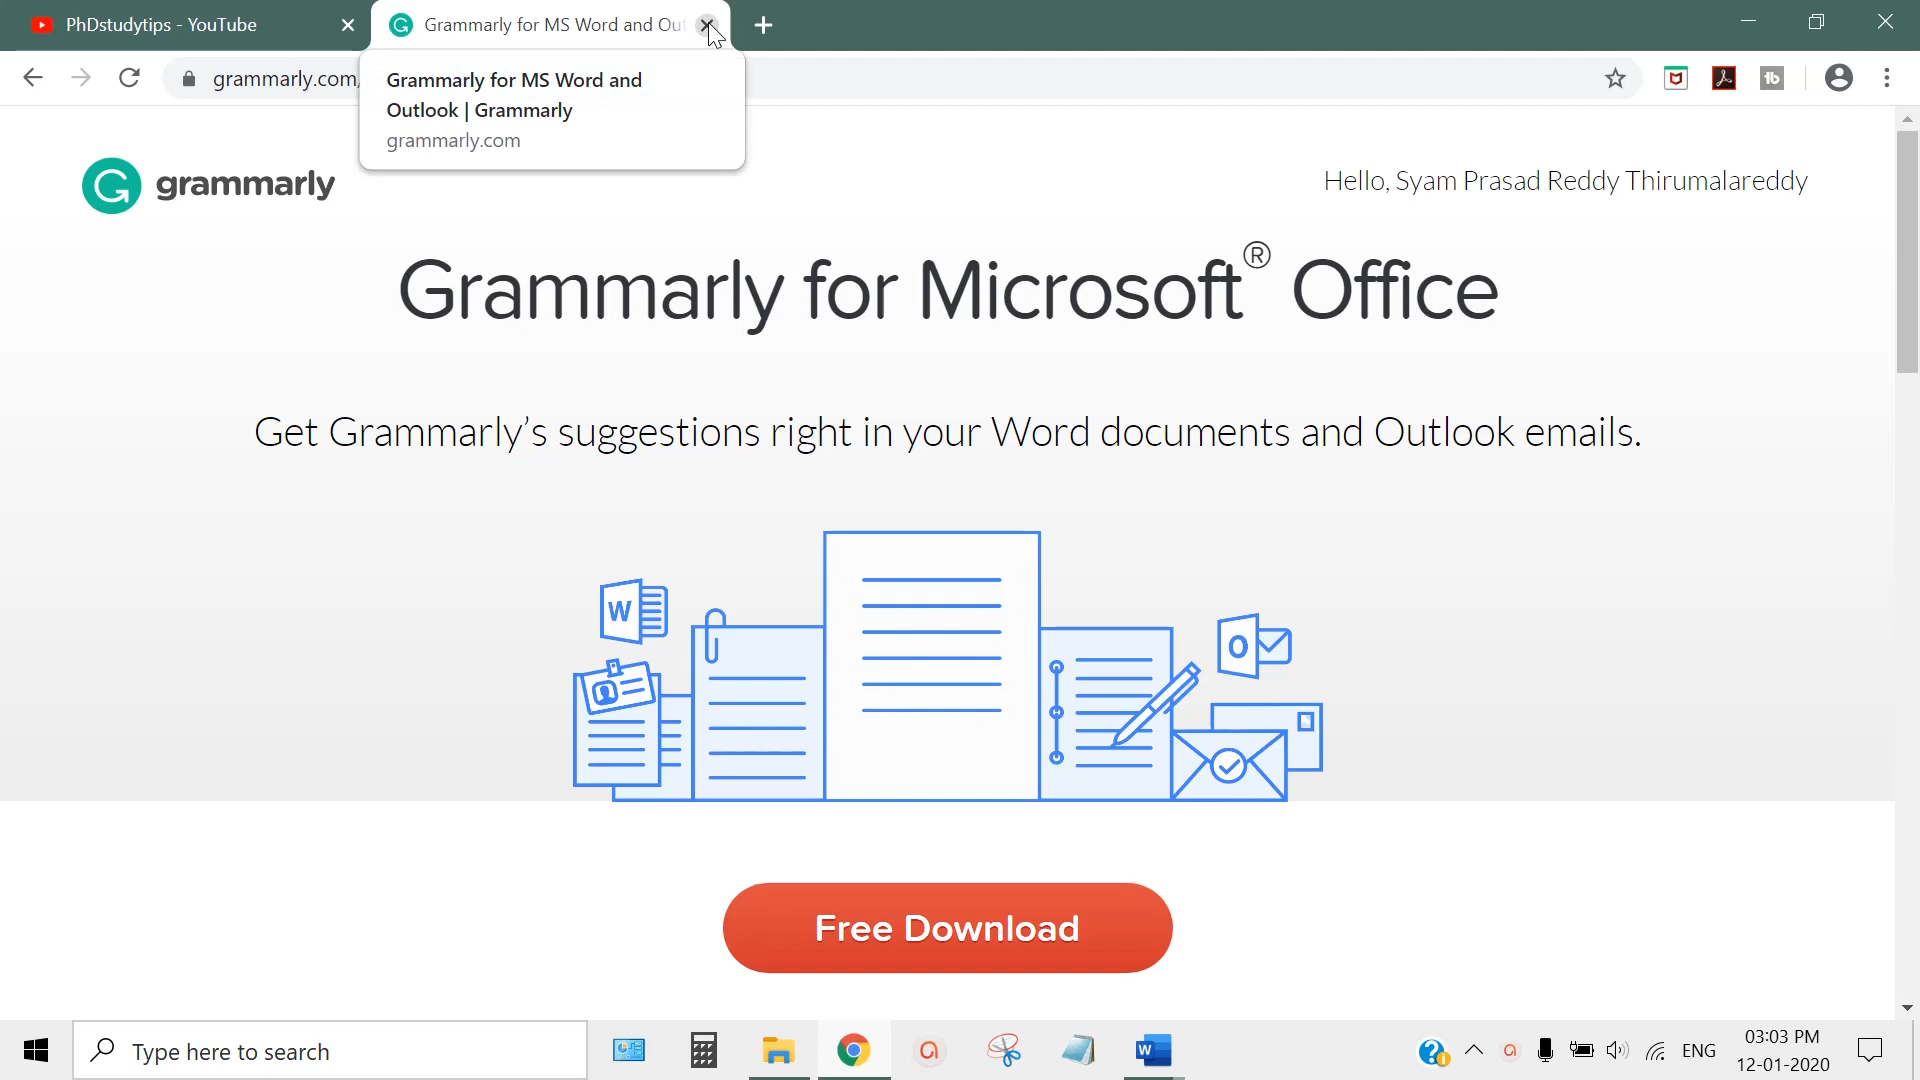 PhDstudytips - YouTube
Grammarly for MS Word and Out
grammarly.com
Grammarly for MS Word and
Outlook | Grammarly
grammarly.com
grammarly
Hello, Syam Prasad Reddy Thirumalareddy
Grammarly for Microsoft® Office
Get Grammarly's suggestions right in your Word documents and Outlook emails.
W
O
Free Download
Type here to search
W
ENG
03:03 PM
12-01-2020